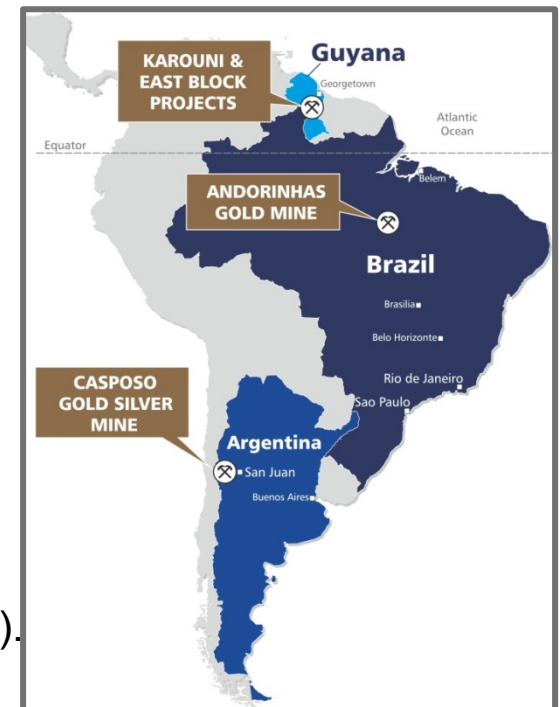 KAROUNI &
EAST BLOCK
PROJECTS
Guyana
Georgetown
Atlantic
Ocean
Equator
Belem
ANDORINHAS
GOLD MINE
Brazil
Brasilia
Belo Horizonte
Rio de Janeiro
Sao Paulo
CASPOSO
GOLD SILVER
MINE
Argentina
San Juan
Buenos Aires
).